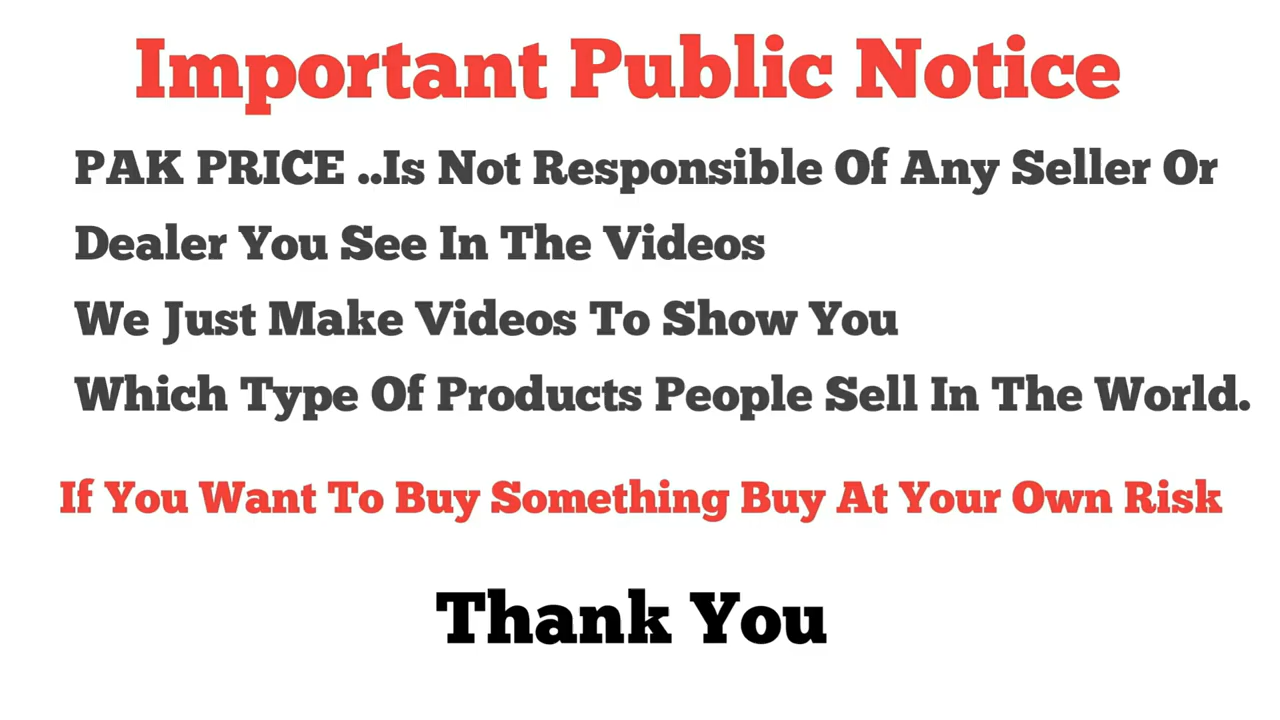 Important Public Notice
PAK PRICE ..Is Not Responsible Of Any Seller Or
Dealer You See In The Videos
We Just Make Videos To Show You
Which Type Of Products People Sell In The World.
If You Want To Buy Something Buy At Your Own Risk
Thank You